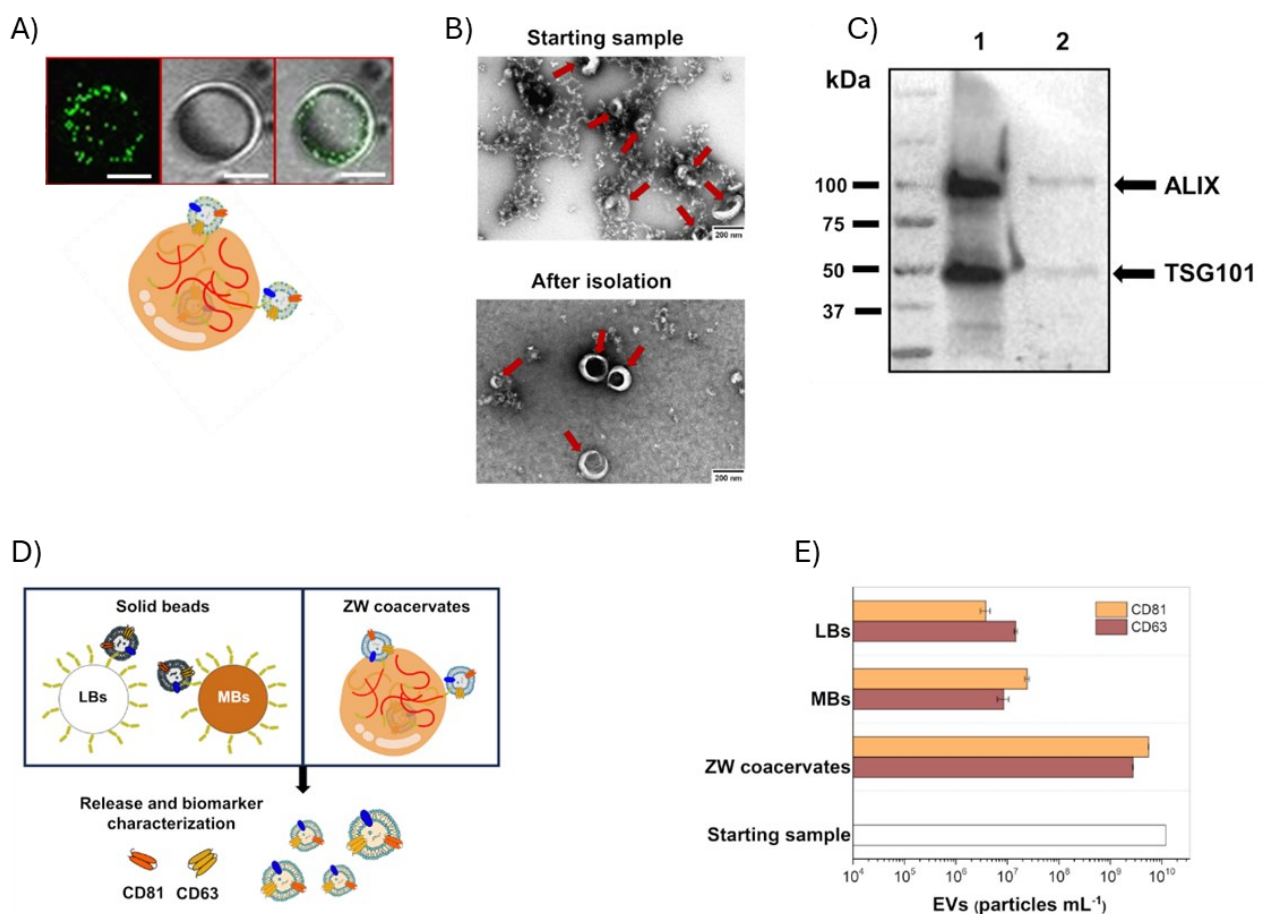 A)
B)
Starting sample
200 nm
After isolation
200 nm
C)
1 2
kDa
100
75
50
37
ALIX
TSG101
D)
Solid beads
ZW coacervates
LBs
MBs
Release and biomarker
characterization
CD81 CD63
E)
CD81
CD63
LBs
MBs
ZW coacervates
Starting sample
10⁴ 10⁵ 10⁶ 10⁷ 10⁸ 10⁹ 10¹⁰
EVs (particles mL⁻¹)